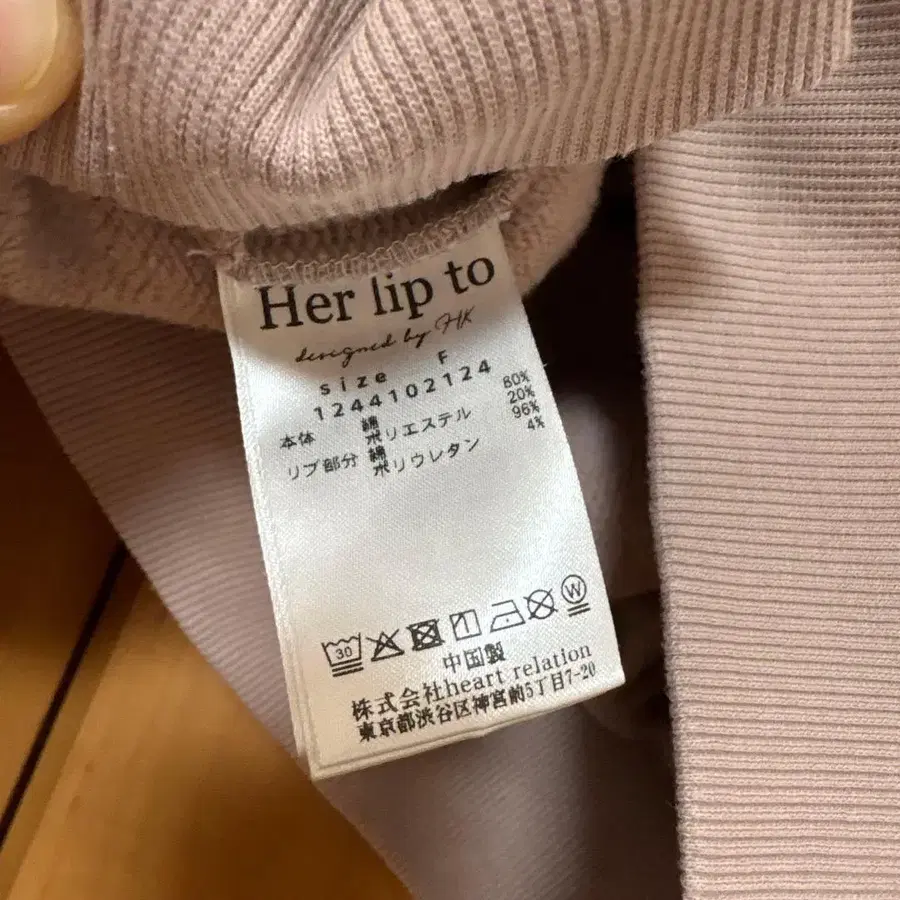 Her lip to
designed by HK
size F
1244102124
本体 綿 80%
ポリエステル 20%
リブ部分 綿 96%
ポリウレタン 4%
30
W
中国製
株式会社heart relation
東京都渋谷区神宮前5丁目7-20